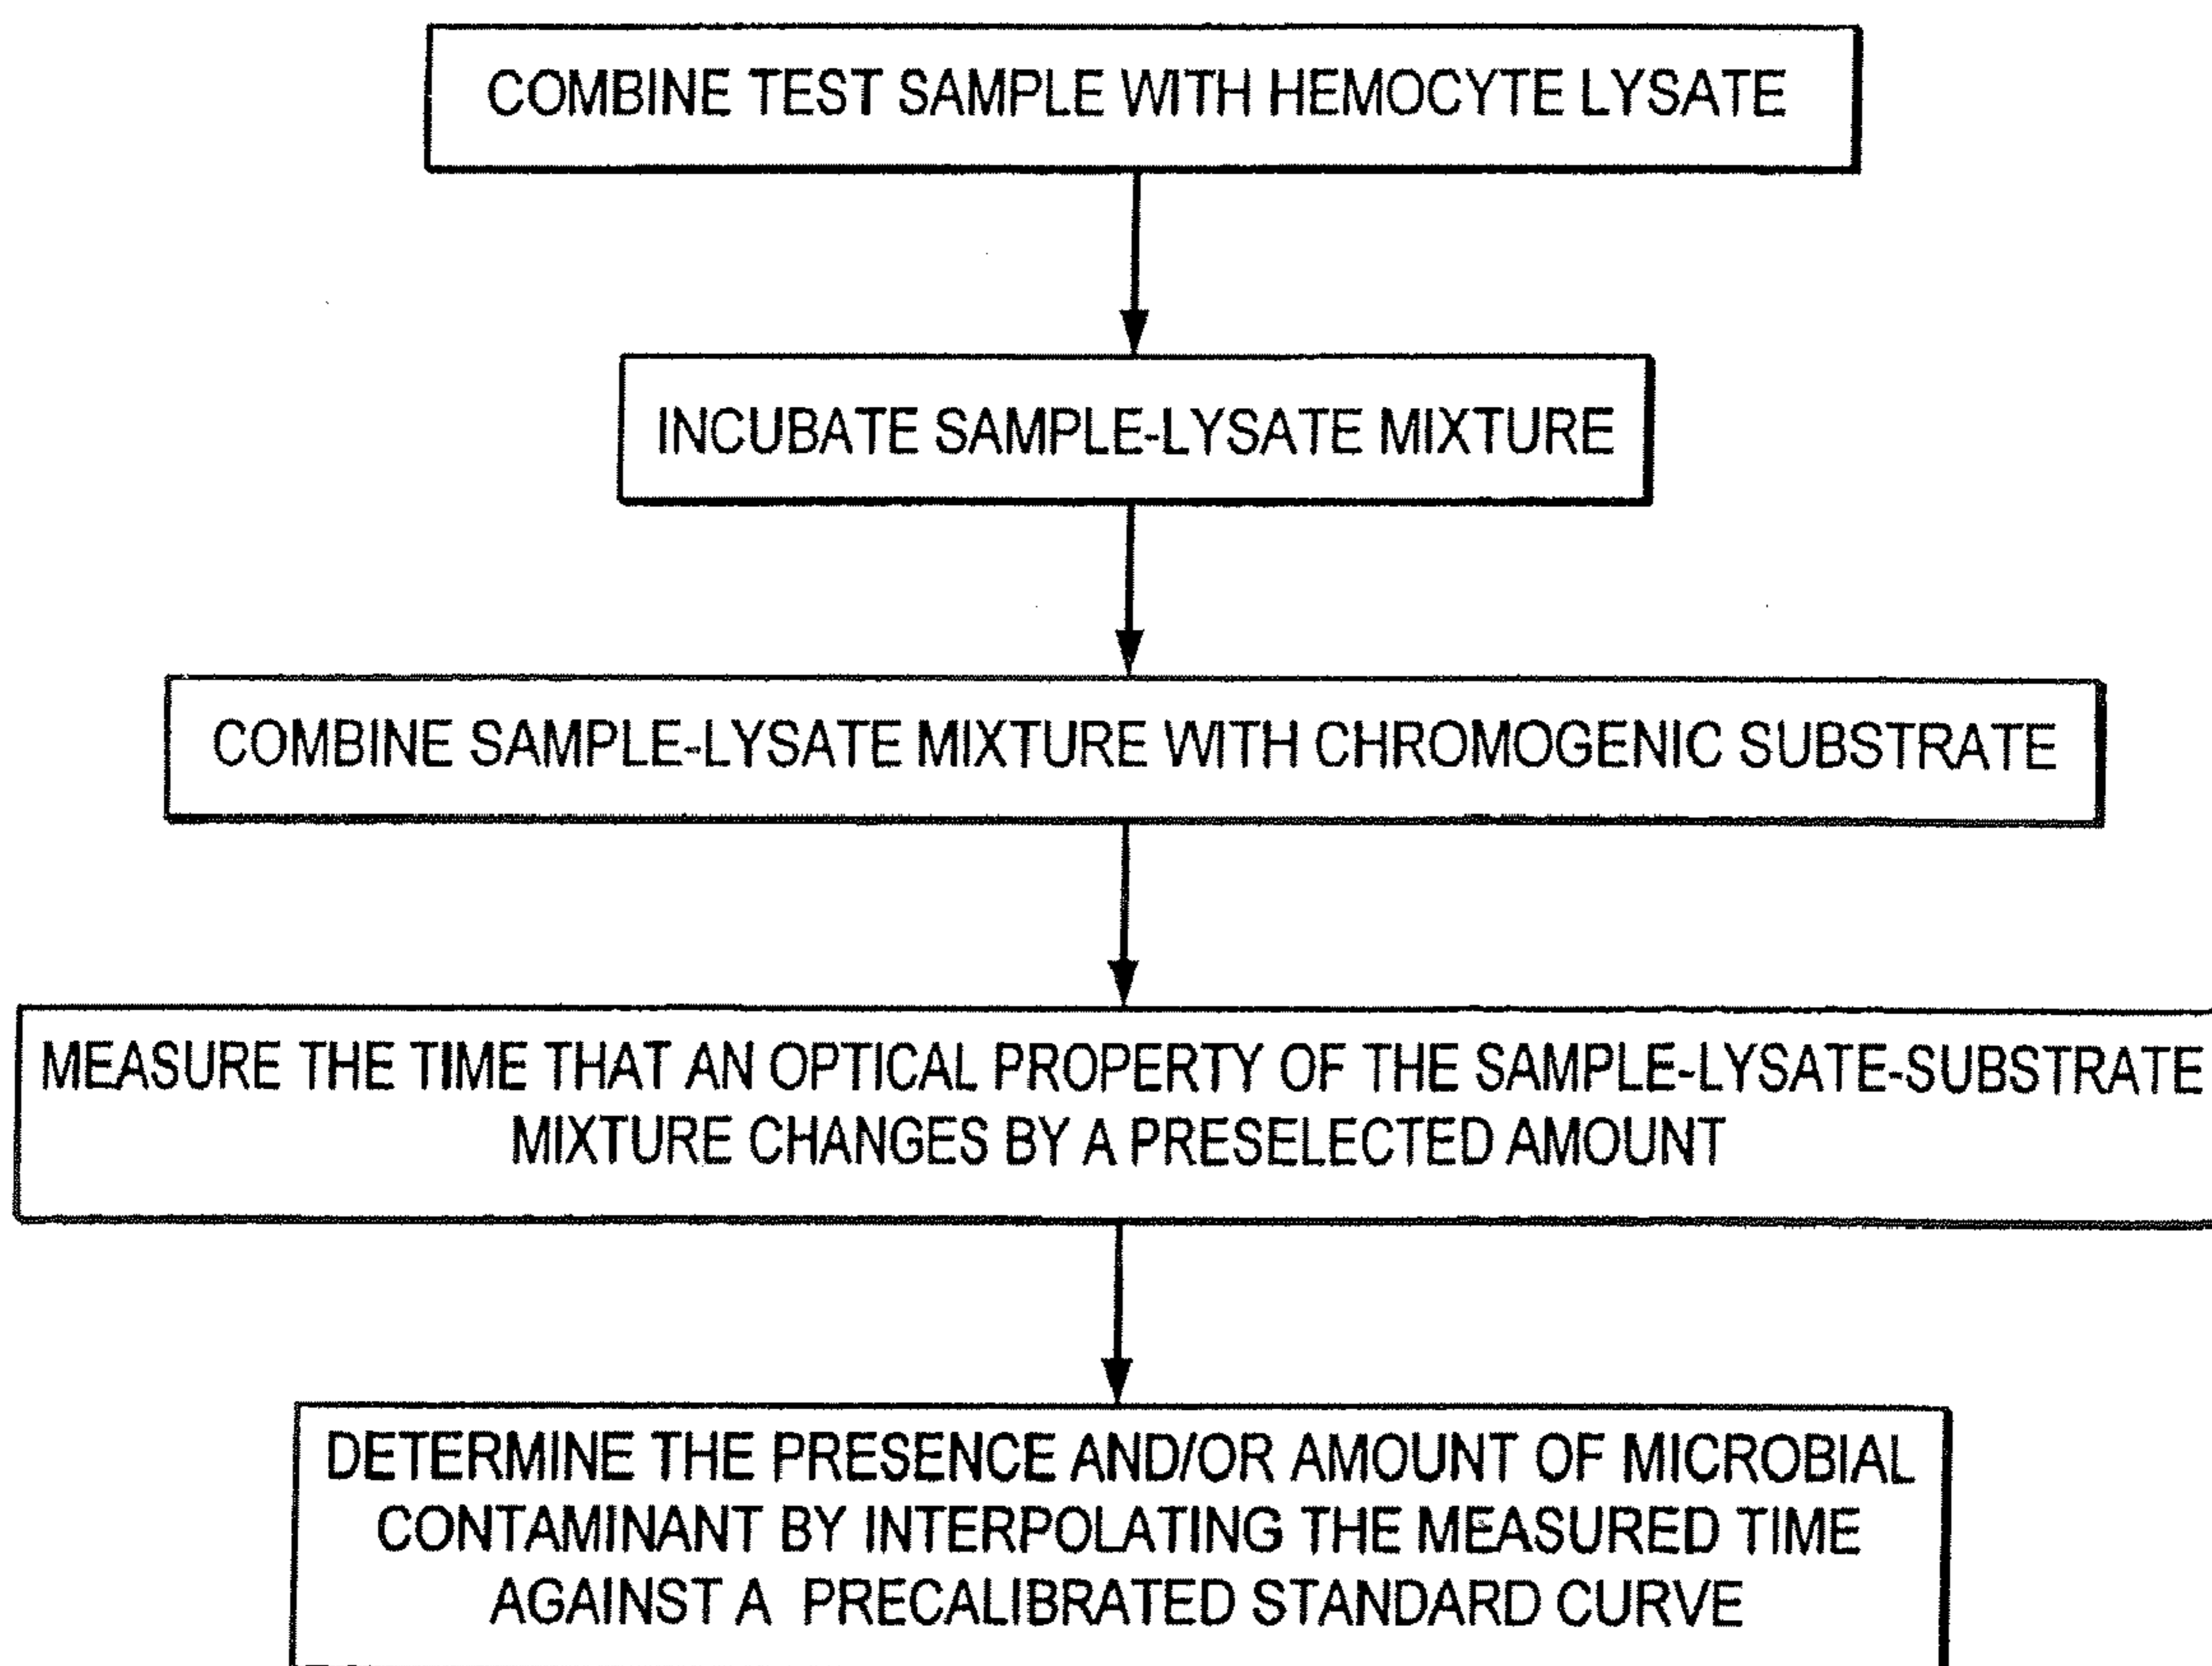 COMBINE TEST SAMPLE WITH HEMOCYTE LYSATE
INCUBATE SAMPLE-LYSATE MIXTURE
COMBINE SAMPLE-LYSATE MIXTURE WITH CHROMOGENIC SUBSTRATE
MEASURE THE TIME THAT AN OPTICAL PROPERTY OF THE SAMPLE-LYSATE-SUBSTRATE
MIXTURE CHANGES BY A PRESELECTED AMOUNT
DETERMINE THE PRESENCE AND/OR AMOUNT OF MICROBIAL
CONTAMINANT BY INTERPOLATING THE MEASURED TIME
AGAINST A PRECALIBRATED STANDARD CURVE